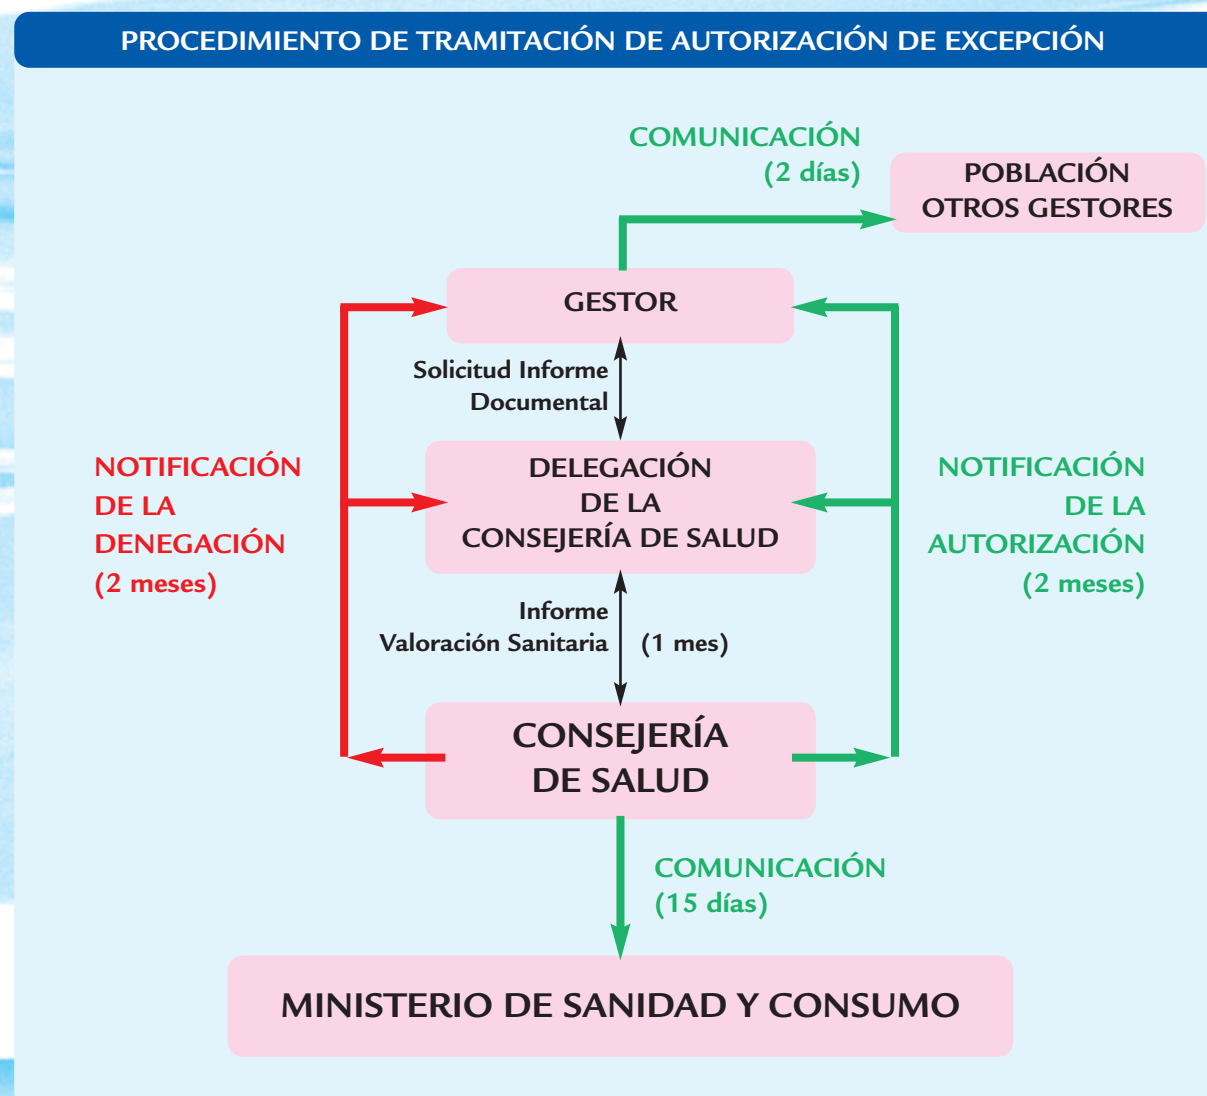 PROCEDIMIENTO DE TRAMITACIÓN DE AUTORIZACIÓN DE EXCEPCIÓN
COMUNICACIÓN
(2 días)
POBLACIÓN
OTROS GESTORES
GESTOR
Solicitud Informe
Documental
NOTIFICACIÓN
DE LA
DENEGACIÓN
(2 meses)
DELEGACIÓN
DE LA
CONSEJERÍA DE SALUD
NOTIFICACIÓN
DE LA
AUTORIZACIÓN
(2 meses)
Informe
Valoración Sanitaria (1 mes)
CONSEJERÍA
DE SALUD
COMUNICACIÓN
(15 días)
MINISTERIO DE SANIDAD Y CONSUMO